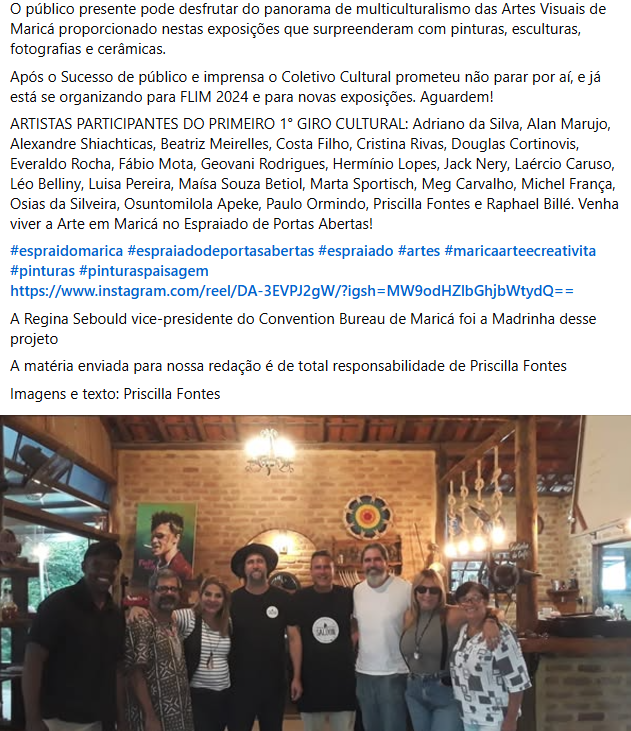 O público presente pode desfrutar do panorama de multiculturalismo das Artes Visuais de
Maricá proporcionado nestas exposições que surpreenderam com pinturas, esculturas,
fotografias e cerâmicas.
Após o Sucesso de público e imprensa o Coletivo Cultural prometeu não parar por aí, e já
está se organizando para FLIM 2024 e para novas exposições. Aguardem!
ARTISTAS PARTICIPANTES DO PRIMEIRO 1° GIRO CULTURAL: Adriano da Silva, Alan Marujo,
Alexandre Shiachticas, Beatriz Meirelles, Costa Filho, Cristina Rivas, Douglas Cortinovis,
Everaldo Rocha, Fábio Mota, Geovani Rodrigues, Hermínio Lopes, Jack Nery, Laércio Caruso,
Léo Belliny, Luisa Pereira, Maísa Souza Betiol, Marta Sportisch, Meg Carvalho, Michel França,
Osias da Silveira, Osuntomilola Apeke, Paulo Ormindo, Priscilla Fontes e Raphael Billé. Venha
viver a Arte em Maricá no Espraiado de Portas Abertas!
#espraidomarica #espraiadodeportasabertas #espraiado #artes #maricaarteecreativita
#pinturas #pinturaspaisagem
https://www.instagram.com/reel/DA-3EVPJ2gW/?igsh=MW9odHZlbGhjbWtydQ==
A Regina Sebould vice-presidente do Convention Bureau de Maricá foi a Madrinha desse
projeto
A matéria enviada para nossa redação é de total responsabilidade de Priscilla Fontes
Imagens e texto: Priscilla Fontes
SALOON